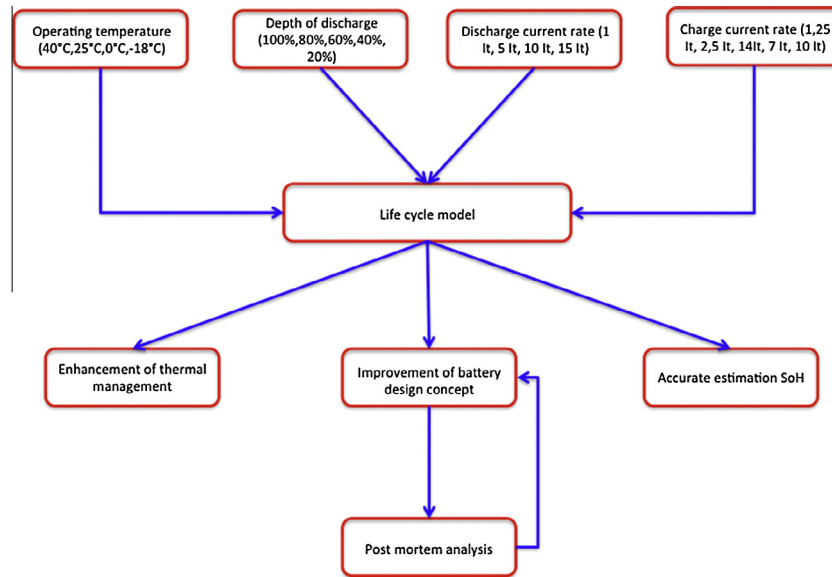 Operating temperature
(40°C,25°C,0°C,-18°C)
Depth of discharge
(100%,80%,60%,40%,
20%)
Discharge current rate (1
It, 5 It, 10 It, 15 It)
Charge current rate (1,25
It, 2,5 It, 14It, 7 It, 10 It)
Life cycle model
Enhancement of thermal
management
Improvement of battery
design concept
Accurate estimation SoH
Post mortem analysis